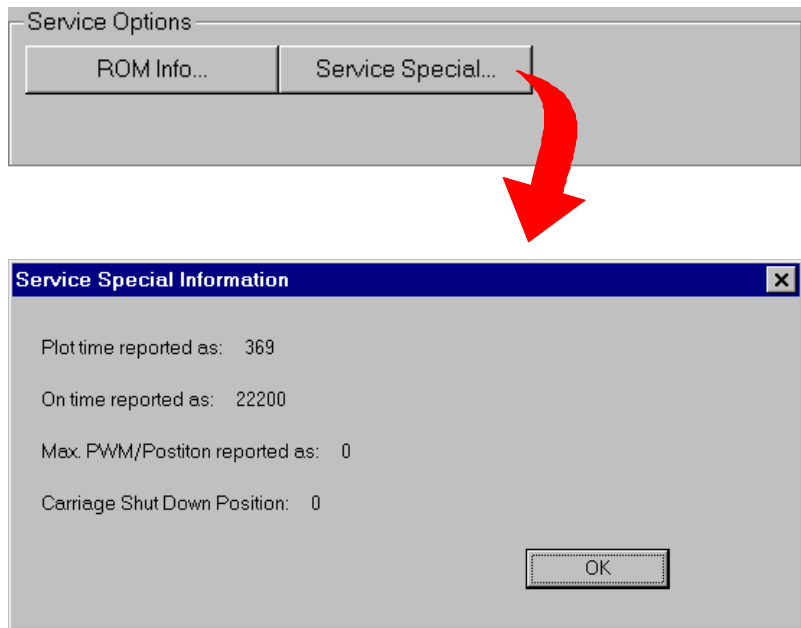 Service Options
ROM Info... Service Special...
Service Special Information
Plot time reported as: 369
On time reported as: 22200
Max. PWM/Postiton reported as: 0
Carriage Shut Down Position: 0
OK